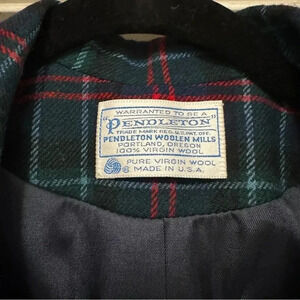 WARRANTED TO BE A
"PENDLETON"
TRADE MARK REG. U.S. PAT. OFF.
PENDLETON WOOLEN MILLS
PORTLAND, OREGON
100% VIRGIN WOOL
PURE VIRGIN WOOL
MADE IN U.S.A.